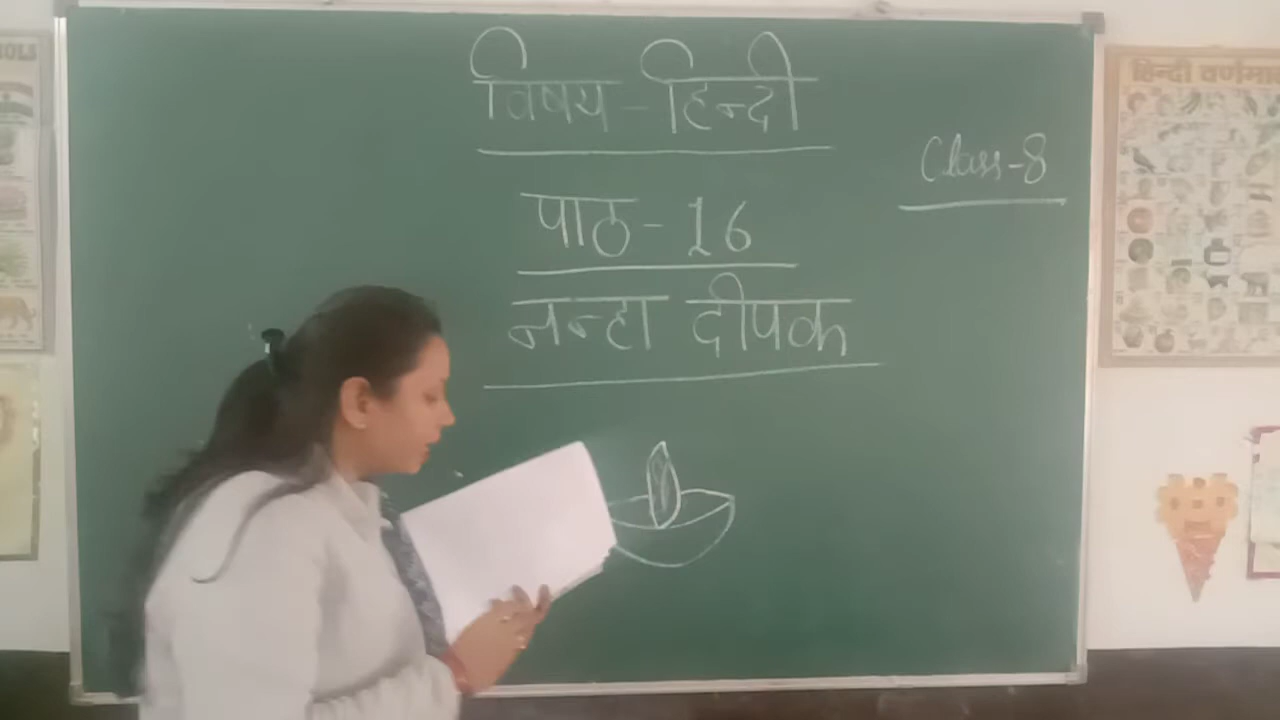 विषय - हिन्दी
Class-8
पाठ - 16
नन्हा दीपक
हिन्दी वर्णमा